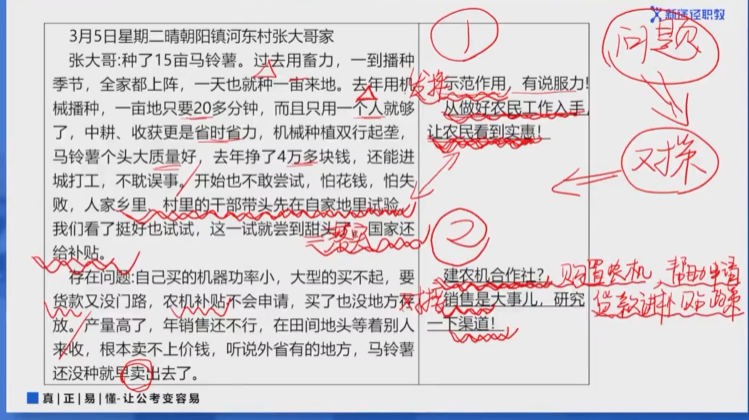 新途径职教
3月5日星期二晴朝阳镇河东村张大哥家
张大哥:种了15亩马铃薯。过去用畜力，一到播种
季节，全家都上阵，一天也就种一亩来地。去年用机
械播种，一亩地只要20多分钟，而且只用一个人就够
了，中耕、收获更是省时省力，机械种植双行起垄，
马铃薯个头大质量好，去年挣了4万多块钱，还能进
城打工，不耽误事。开始也不敢尝试，怕花钱，怕失
败，人家乡里、村里的干部带头先在自家地里试验，
我们看了挺好也试试，这一试就尝到甜头了，国家还
给补贴。
存在问题:自己买的机器功率小，大型的买不起，要
贷款又没门路，农机补贴不会申请，买了也没地方存
放。产量高了，年销售还不行，在田间地头等着别人
来收，根本卖不上价钱，听说外省有的地方，马铃薯
还没种就早卖出去了。
1
发挥示范作用，有说服力!
从做好农民工作入手，
让农民看到实惠!
2
建农机合作社?购置农机、帮助申请
贷款进补贴政策
对接销售是大事儿，研究
一下渠道!
问题
对策
真|正|易|懂-让公考变容易